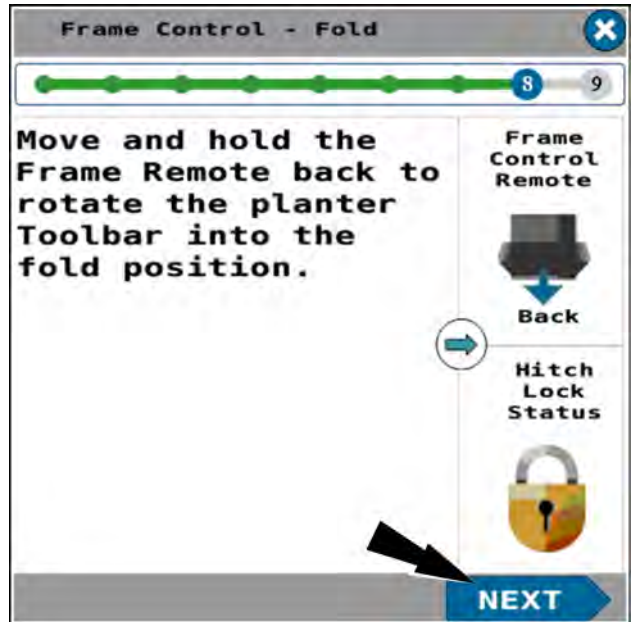 Frame Control - Fold
8
9
Move and hold the
Frame Remote back to
rotate the planter
Toolbar into the
fold position.
Frame
Control
Remote
Back
Hitch
Lock
Status
NEXT